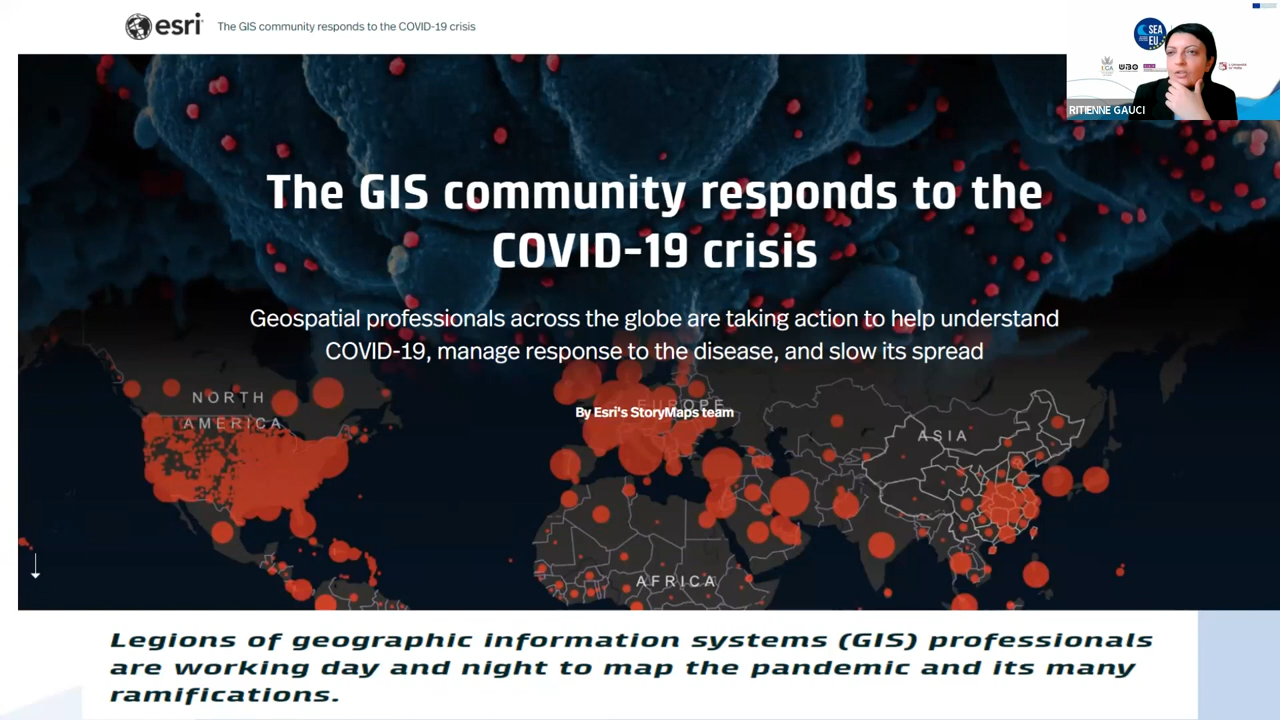 esri The GIS community responds to the COVID-19 crisis
SEA
EU
UBO
RITIENNE GAUCI
The GIS community responds to the
COVID-19 crisis
Geospatial professionals across the globe are taking action to help understand
COVID-19, manage response to the disease, and slow its spread
By Esri's StoryMaps team
NORTH
AMERICA
EUROPE
ASIA
AFRICA
Legions of geographic information systems (GIS) professionals
are working day and night to map the pandemic and its many
ramifications.